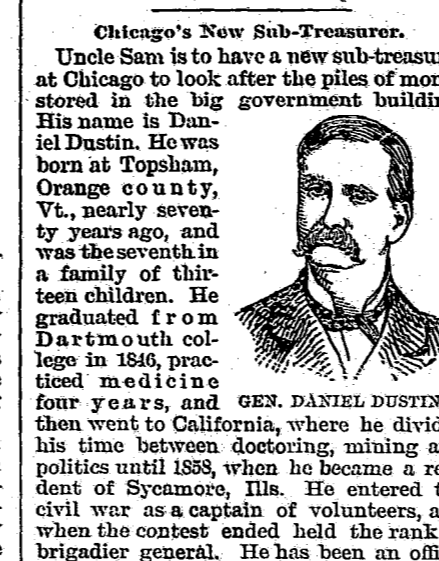 Chicago's New Sub-Treasurer.
Uncle Sam is to have a new sub-treasu
at Chicago to look after the piles of mon
stored in the big government buildin
His name is Dan-
iel Dustin. He was
born at Topsham,
Orange county,
Vt., nearly seven-
ty years ago, and
was the seventh in
a family of thir-
teen children. He
graduated from
Dartmouth col-
lege in 1846, prac-
ticed medicine
four years, and
GEN. DANIEL DUSTIN
then went to California, where he divid
his time between doctoring, mining a
politics until 1858, when he became a re
dent of Sycamore, Ills. He entered t
civil war as a captain of volunteers, a
when the contest ended held the rank
brigadier general. He has been an offi